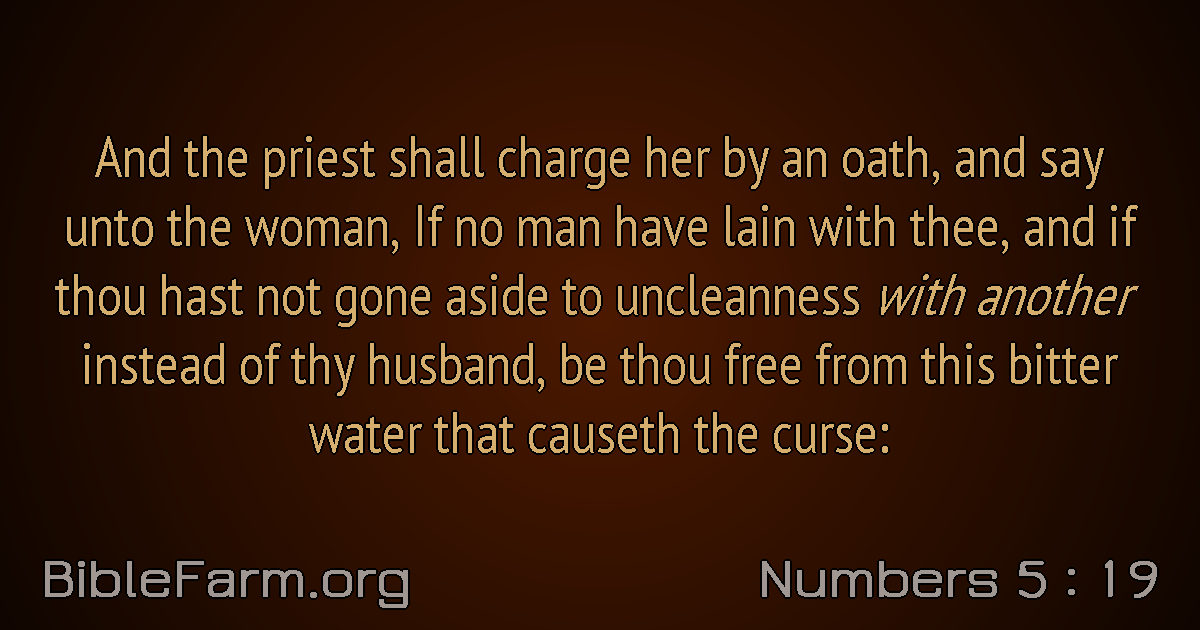 And the priest shall charge her by an oath, and say
unto the woman, If no man have lain with thee, and if
thou hast not gone aside to uncleanness with another
instead of thy husband, be thou free from this bitter
water that causeth the curse:
BibleFarm.org
Numbers 5 : 19